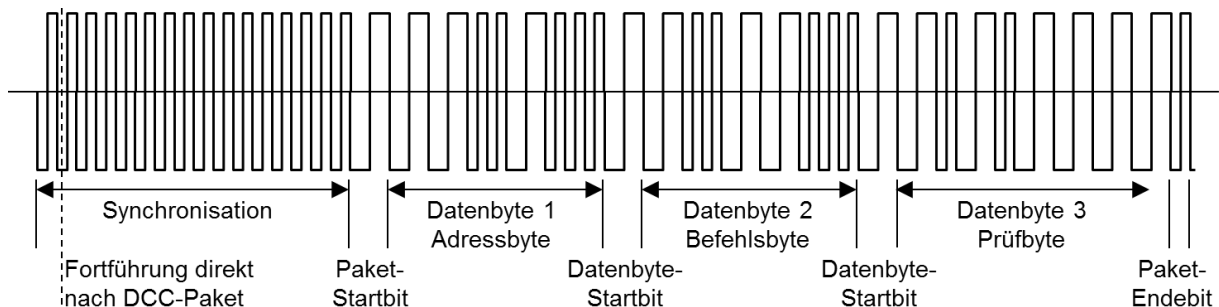 Synchronisation
Datenbyte 1
Adressbyte
Datenbyte 2
Befehlsbyte
Datenbyte 3
Prüfbyte
Fortführung direkt
nach DCC-Paket
Paket-
Startbit
Datenbyte-
Startbit
Datenbyte-
Startbit
Paket-
Endebit